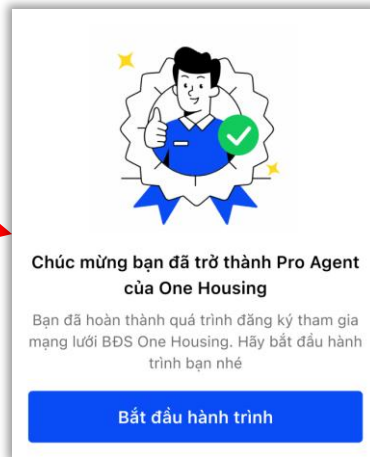 Chúc mừng bạn đã trở thành Pro Agent
của One Housing
Bạn đã hoàn thành quá trình đăng ký tham gia
mạng lưới BĐS One Housing. Hãy bắt đầu hành
trình bạn nhé
Bắt đầu hành trình